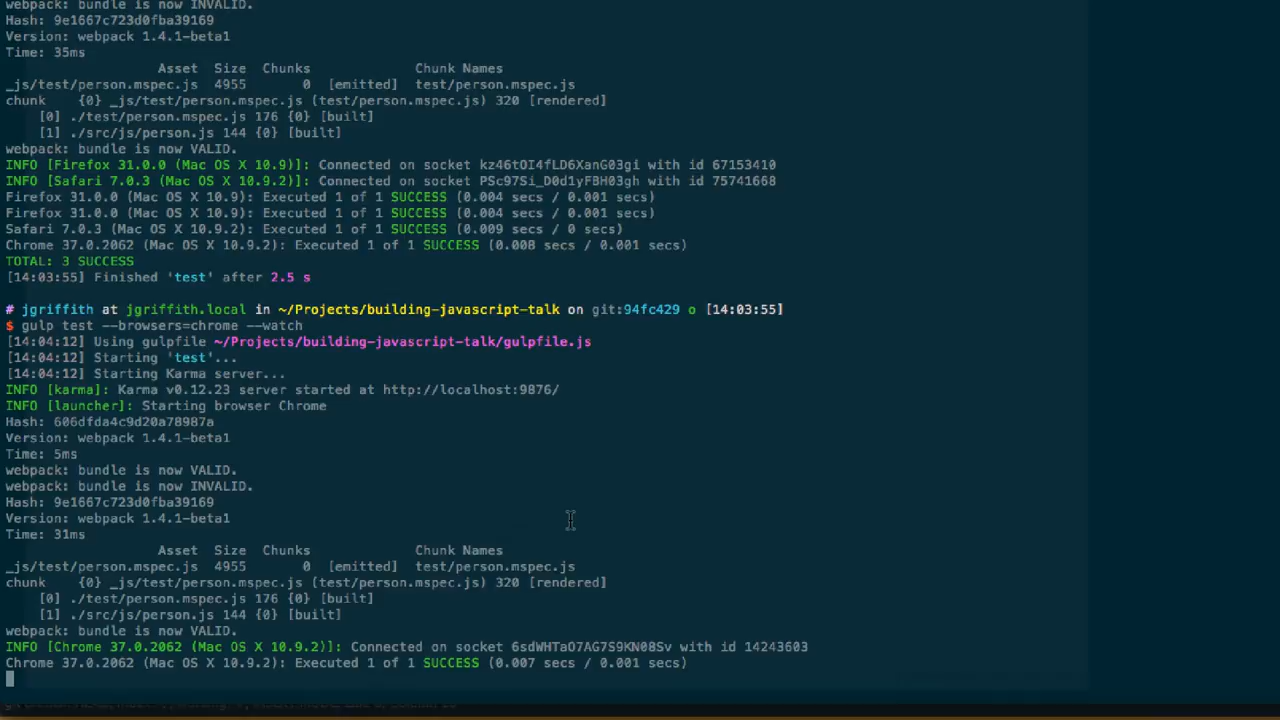 webpack: bundle is now INVALID.
Hash: 9e1667c723d0fba39169
Version: webpack 1.4.1-beta1
Time: 35ms
Asset Size Chunks Chunk Names
_js/test/person.mspec.js 4955 0 [emitted] test/person.mspec.js
chunk {0} _js/test/person.mspec.js (test/person.mspec.js) 320 [rendered]
[0] ./test/person.mspec.js 176 {0} [built]
[1] ./src/js/person.js 144 {0} [built]
webpack: bundle is now VALID.
INFO [Firefox 31.0.0 (Mac OS X 10.9)]: Connected on socket kz46tOI4fLD6XanG03gi with id 67153410
INFO [Safari 7.0.3 (Mac OS X 10.9.2)]: Connected on socket PSc97Si_D0d1yFBH03gh with id 75741668
Firefox 31.0.0 (Mac OS X 10.9): Executed 1 of 1 SUCCESS (0.004 secs / 0.001 secs)
Firefox 31.0.0 (Mac OS X 10.9): Executed 1 of 1 SUCCESS (0.004 secs / 0.001 secs)
Safari 7.0.3 (Mac OS X 10.9.2): Executed 1 of 1 SUCCESS (0.009 secs / 0 secs)
Chrome 37.0.2062 (Mac OS X 10.9.2): Executed 1 of 1 SUCCESS (0.008 secs / 0.001 secs)
TOTAL: 3 SUCCESS
[14:03:55] Finished 'test' after 2.5 s
# jgriffith at jgriffith.local in ~/Projects/building-javascript-talk on git:94fc429 o [14:03:55]
$ gulp test --browsers=chrome --watch
[14:04:12] Using gulpfile ~/Projects/building-javascript-talk/gulpfile.js
[14:04:12] Starting 'test'...
[14:04:12] Starting Karma server...
INFO [karma]: Karma v0.12.23 server started at http://localhost:9876/
INFO [launcher]: Starting browser Chrome
Hash: 606dfda4c9d20a78987a
Version: webpack 1.4.1-beta1
Time: 5ms
webpack: bundle is now VALID.
webpack: bundle is now INVALID.
Hash: 9e1667c723d0fba39169
Version: webpack 1.4.1-beta1
Time: 31ms
Asset Size Chunks Chunk Names
_js/test/person.mspec.js 4955 0 [emitted] test/person.mspec.js
chunk {0} _js/test/person.mspec.js (test/person.mspec.js) 320 [rendered]
[0] ./test/person.mspec.js 176 {0} [built]
[1] ./src/js/person.js 144 {0} [built]
webpack: bundle is now VALID.
INFO [Chrome 37.0.2062 (Mac OS X 10.9.2)]: Connected on socket 6sdWHTaO7AG7S9KN08Sv with id 14243603
Chrome 37.0.2062 (Mac OS X 10.9.2): Executed 1 of 1 SUCCESS (0.007 secs / 0.001 secs)